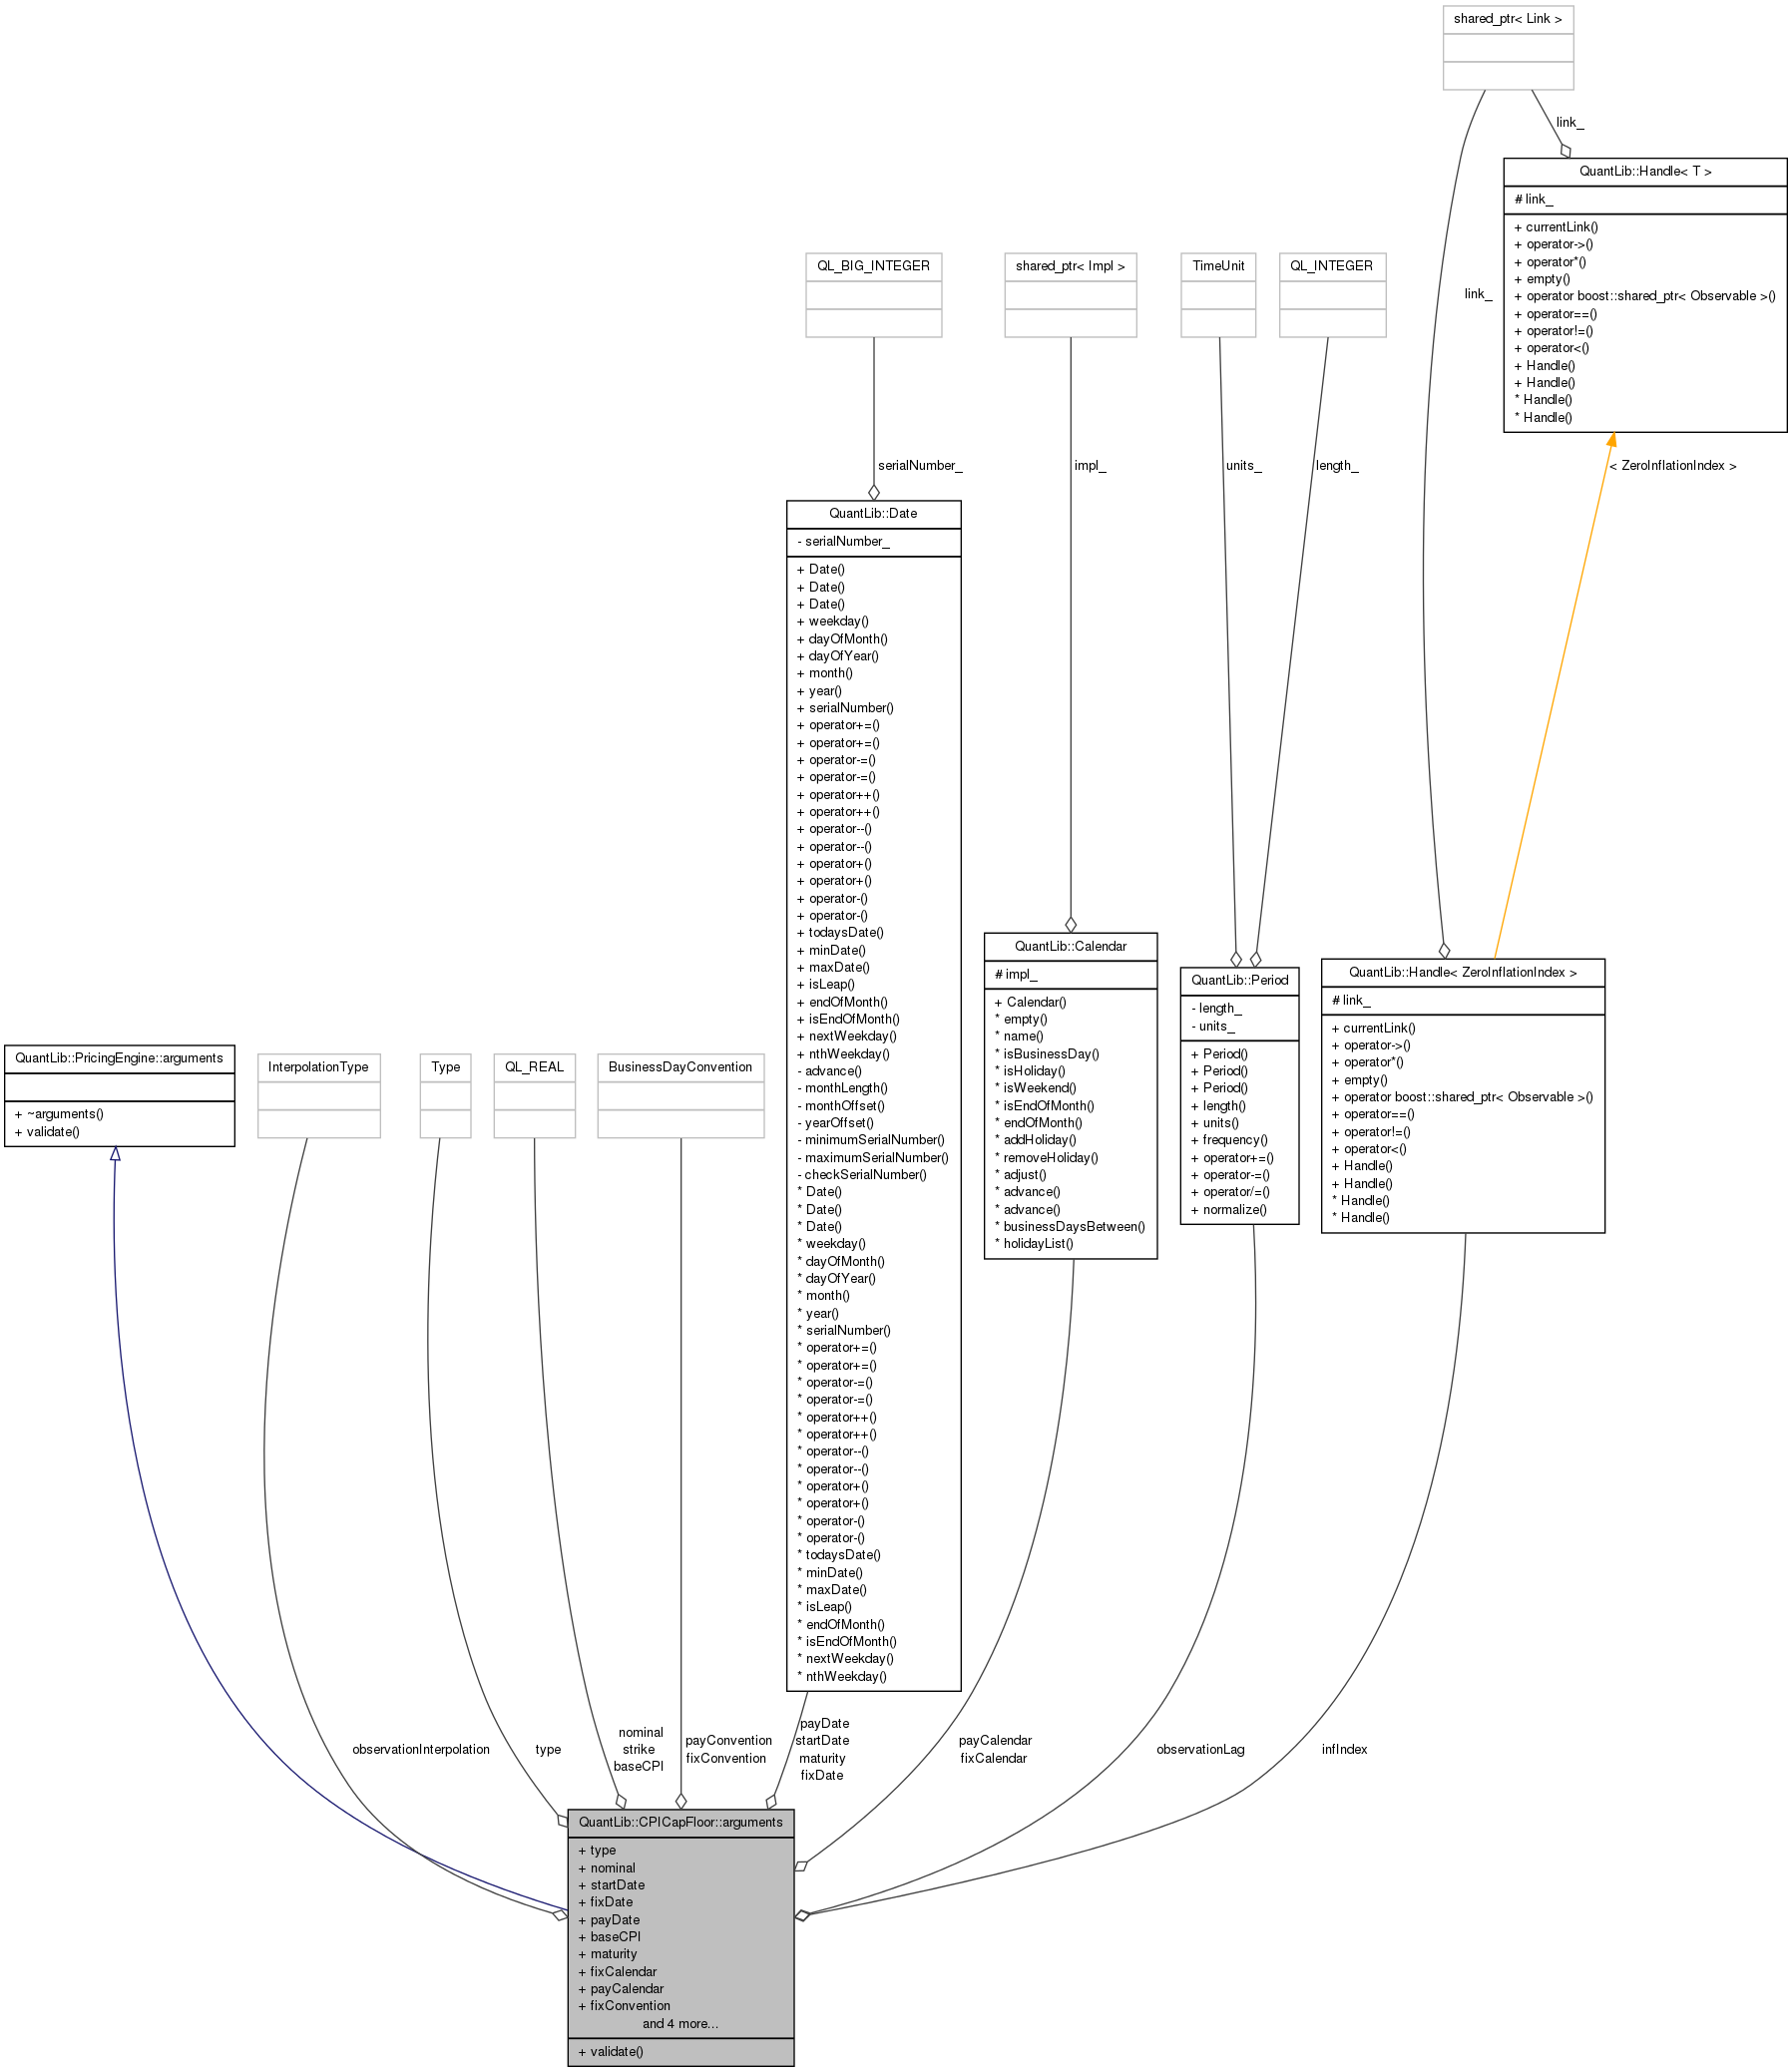 shared_ptr< Link >
link_
QuantLib::Handle< T >
# link_
+ currentLink()
+ operator->()
+ operator*()
+ empty()
+ operator boost::shared_ptr< Observable >()
+ operator==()
+ operator!=()
+ operator<()
+ Handle()
+ Handle()
* Handle()
* Handle()
QL_BIG_INTEGER
shared_ptr< Impl >
TimeUnit
QL_INTEGER
link_
serialNumber_
impl_
units_
length_
< ZeroInflationIndex >
QuantLib::Date
- serialNumber_
+ Date()
+ Date()
+ Date()
+ weekday()
+ dayOfMonth()
+ dayOfYear()
+ month()
+ year()
+ serialNumber()
+ operator+=()
+ operator+=()
+ operator-=()
+ operator-=()
+ operator++()
+ operator++()
+ operator--()
+ operator--()
+ operator+()
+ operator+()
+ operator-()
+ operator-()
+ todaysDate()
+ minDate()
+ maxDate()
+ isLeap()
+ endOfMonth()
+ isEndOfMonth()
+ nextWeekday()
+ nthWeekday()
- advance()
- monthLength()
- monthOffset()
- yearOffset()
- minimumSerialNumber()
- maximumSerialNumber()
- checkSerialNumber()
* Date()
* Date()
* Date()
* weekday()
* dayOfMonth()
* dayOfYear()
* month()
* year()
* serialNumber()
* operator+=()
* operator+=()
* operator-=()
* operator-=()
* operator++()
* operator++()
* operator--()
* operator--()
* operator+()
* operator+()
* operator-()
* operator-()
* todaysDate()
* minDate()
* maxDate()
* isLeap()
* endOfMonth()
* isEndOfMonth()
* nextWeekday()
* nthWeekday()
QuantLib::Calendar
# impl_
+ Calendar()
* empty()
* name()
* isBusinessDay()
* isHoliday()
* isWeekend()
* isEndOfMonth()
* endOfMonth()
* addHoliday()
* removeHoliday()
* adjust()
* advance()
* advance()
* businessDaysBetween()
* holidayList()
QuantLib::Period
- length_
- units_
+ Period()
+ Period()
+ Period()
+ length()
+ units()
+ frequency()
+ operator+=()
+ operator-=()
+ operator/=()
+ normalize()
QuantLib::Handle< ZeroInflationIndex >
# link_
+ currentLink()
+ operator->()
+ operator*()
+ empty()
+ operator boost::shared_ptr< Observable >()
+ operator==()
+ operator!=()
+ operator<()
+ Handle()
+ Handle()
* Handle()
* Handle()
QuantLib::PricingEngine::arguments
+ ~arguments()
+ validate()
InterpolationType
Type
QL_REAL
BusinessDayConvention
observationInterpolation
type
nominal
strike
baseCPI
payConvention
fixConvention
payDate
startDate
maturity
fixDate
payCalendar
fixCalendar
observationLag
infIndex
QuantLib::CPICapFloor::arguments
+ type
+ nominal
+ startDate
+ fixDate
+ payDate
+ baseCPI
+ maturity
+ fixCalendar
+ payCalendar
+ fixConvention
and 4 more...
+ validate()